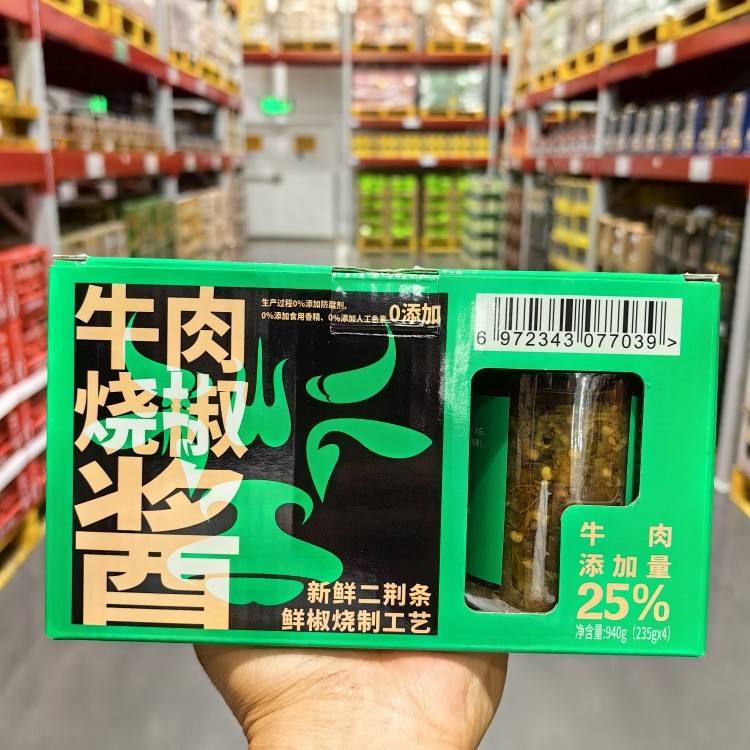 牛肉
烧椒
酱
生产过程0%添加防腐剂,
0%添加食用香精、0%添加人工色素
0添加
新鲜二荆条
鲜椒烧制工艺
6 972343 077039 >
牛肉
添加量
25%
净含量:940g (235gx4)